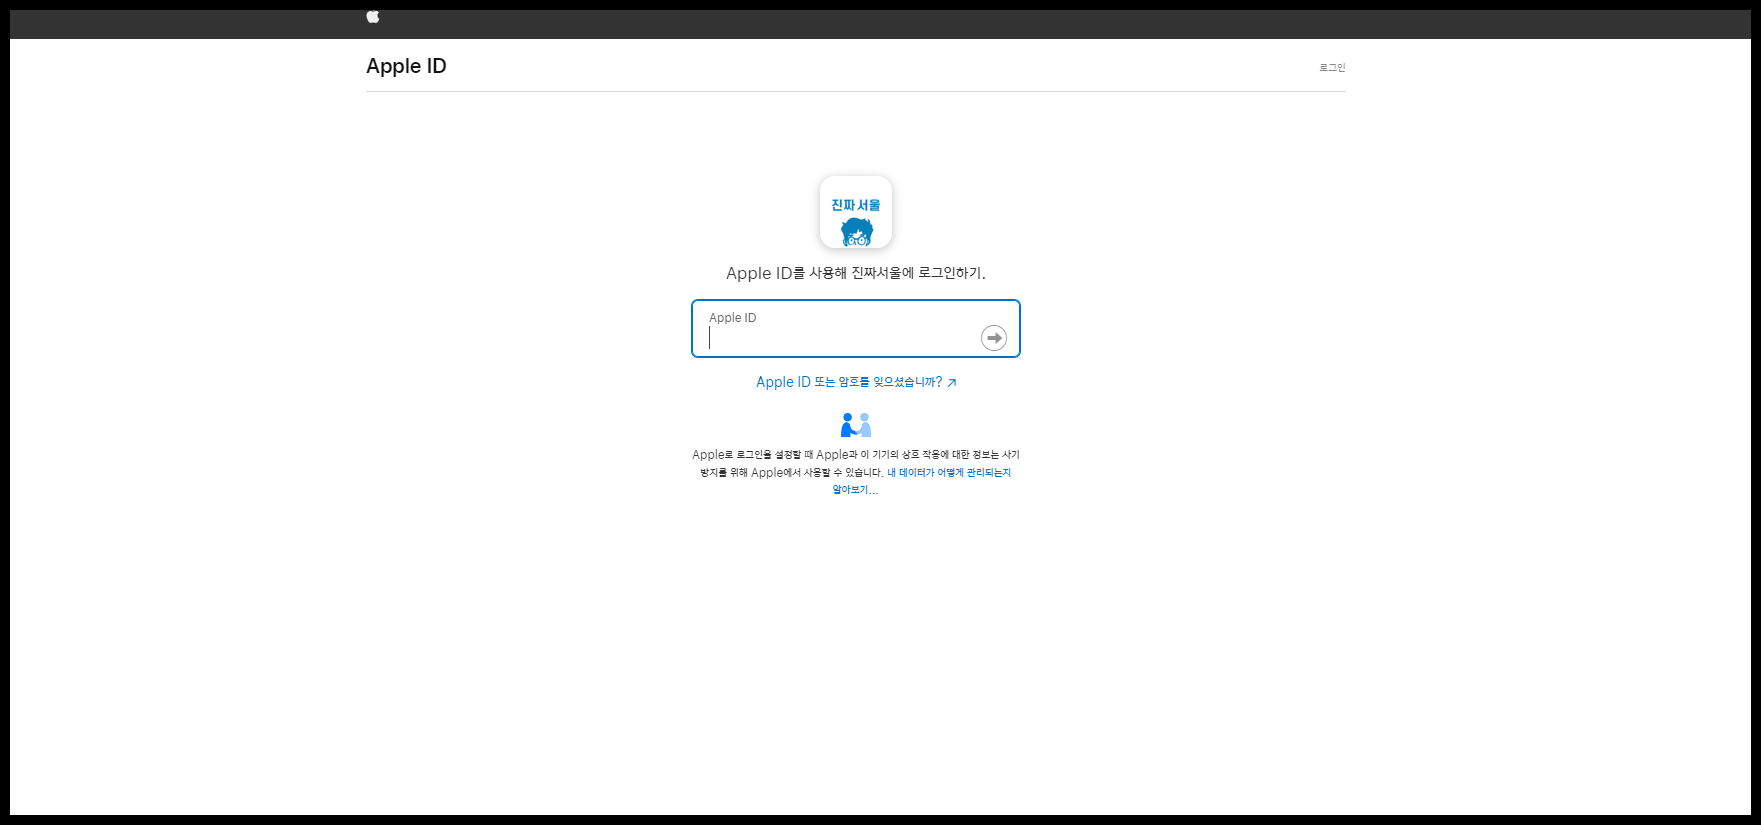 Apple ID
로그인
진짜 서울
Apple ID를 사용해 진짜서울에 로그인하기.
Apple ID
Apple ID 또는 암호를 잊으셨습니까? ↗
Apple로 로그인을 설정할 때 Apple과 이 기기의 상호 작용에 대한 정보는 사기
방지를 위해 Apple에서 사용할 수 있습니다. 내 데이터가 어떻게 관리되는지
알아보기...